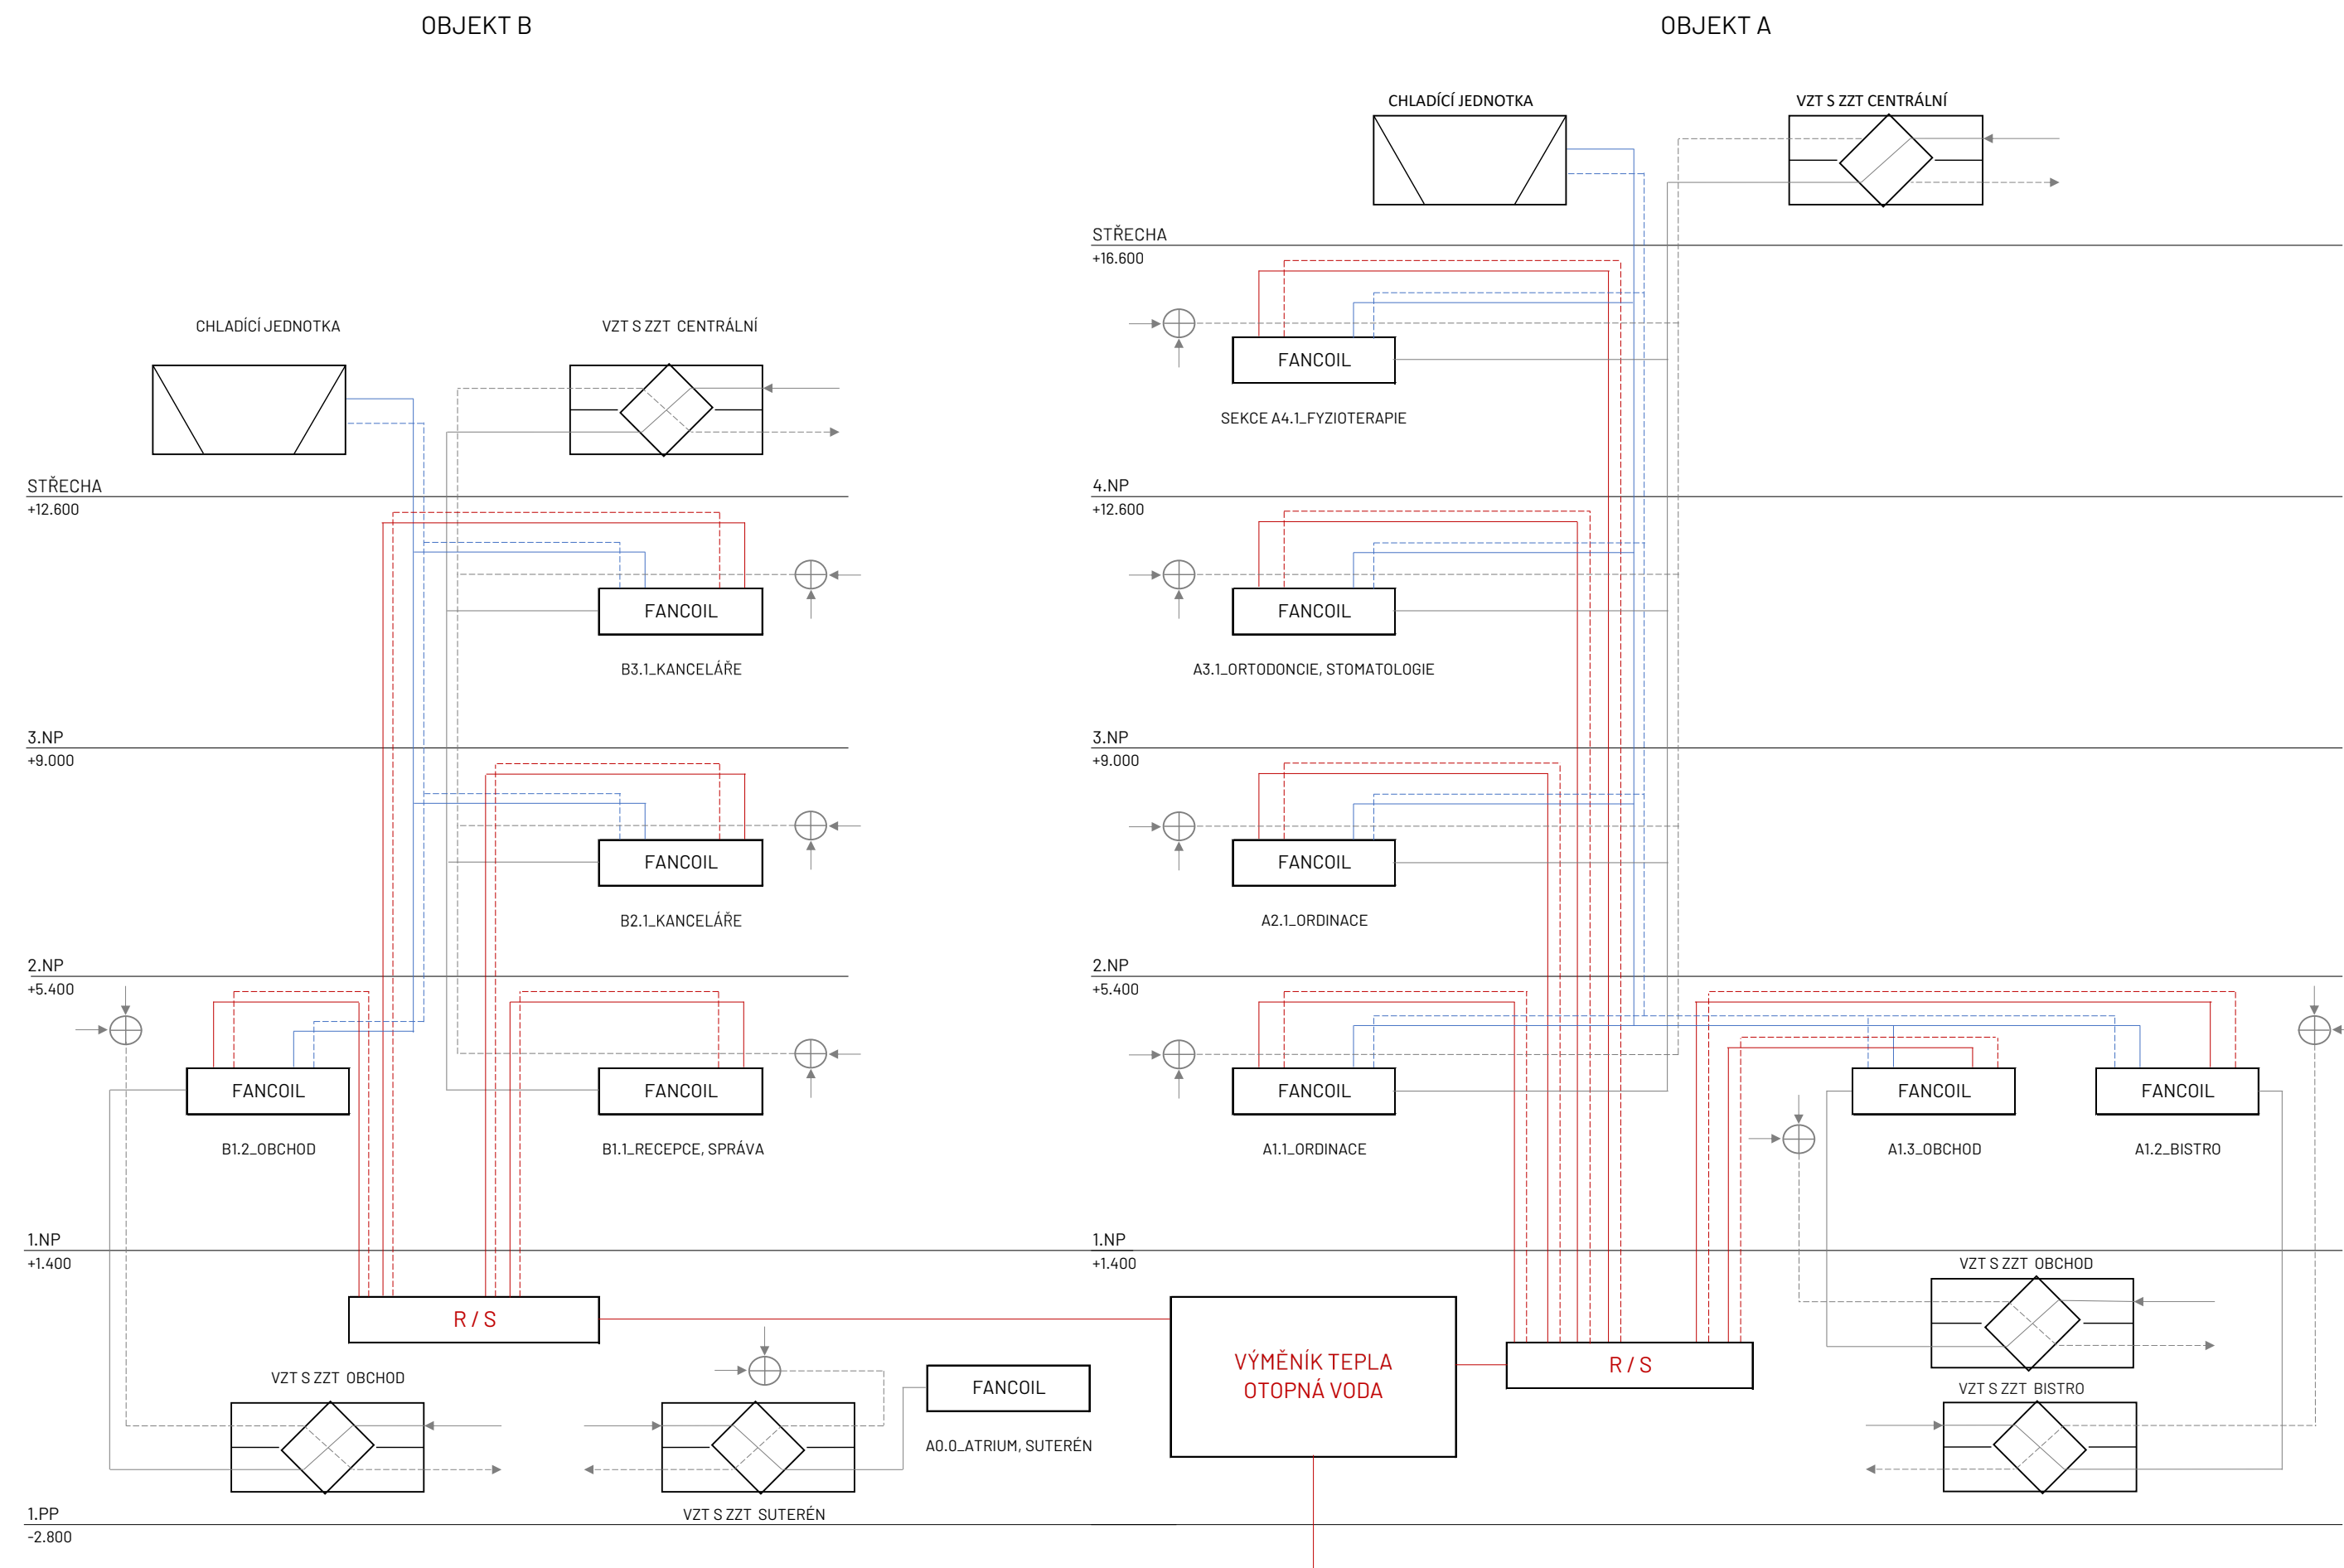 OBJEKT B
OBJEKT A
CHLADÍCÍ JEDNOTKA
VZT S ZZT CENTRÁLNÍ
STŘECHA
+16.600
FANCOIL
SEKCE A4.1_FYZIOTERAPIE
CHLADÍCÍ JEDNOTKA
VZT S ZZT CENTRÁLNÍ
STŘECHA
+12.600
4.NP
+12.600
FANCOIL
B3.1_KANCELÁŘE
FANCOIL
A3.1_ORTODONCIE, STOMATOLOGIE
3.NP
+9.000
3.NP
+9.000
FANCOIL
B2.1_KANCELÁŘE
FANCOIL
A2.1_ORDINACE
2.NP
+5.400
2.NP
+5.400
FANCOIL
B1.2_OBCHOD
FANCOIL
B1.1_RECEPCE, SPRÁVA
FANCOIL
A1.1_ORDINACE
FANCOIL
A1.3_OBCHOD
FANCOIL
A1.2_BISTRO
1.NP
+1.400
1.NP
+1.400
VZT S ZZT OBCHOD
R / S
VÝMĚNÍK TEPLA
OTOPNÁ VODA
R / S
VZT S ZZT OBCHOD
FANCOIL
A0.0_ATRIUM, SUTERÉN
VZT S ZZT BISTRO
VZT S ZZT SUTERÉN
1.PP
-2.800